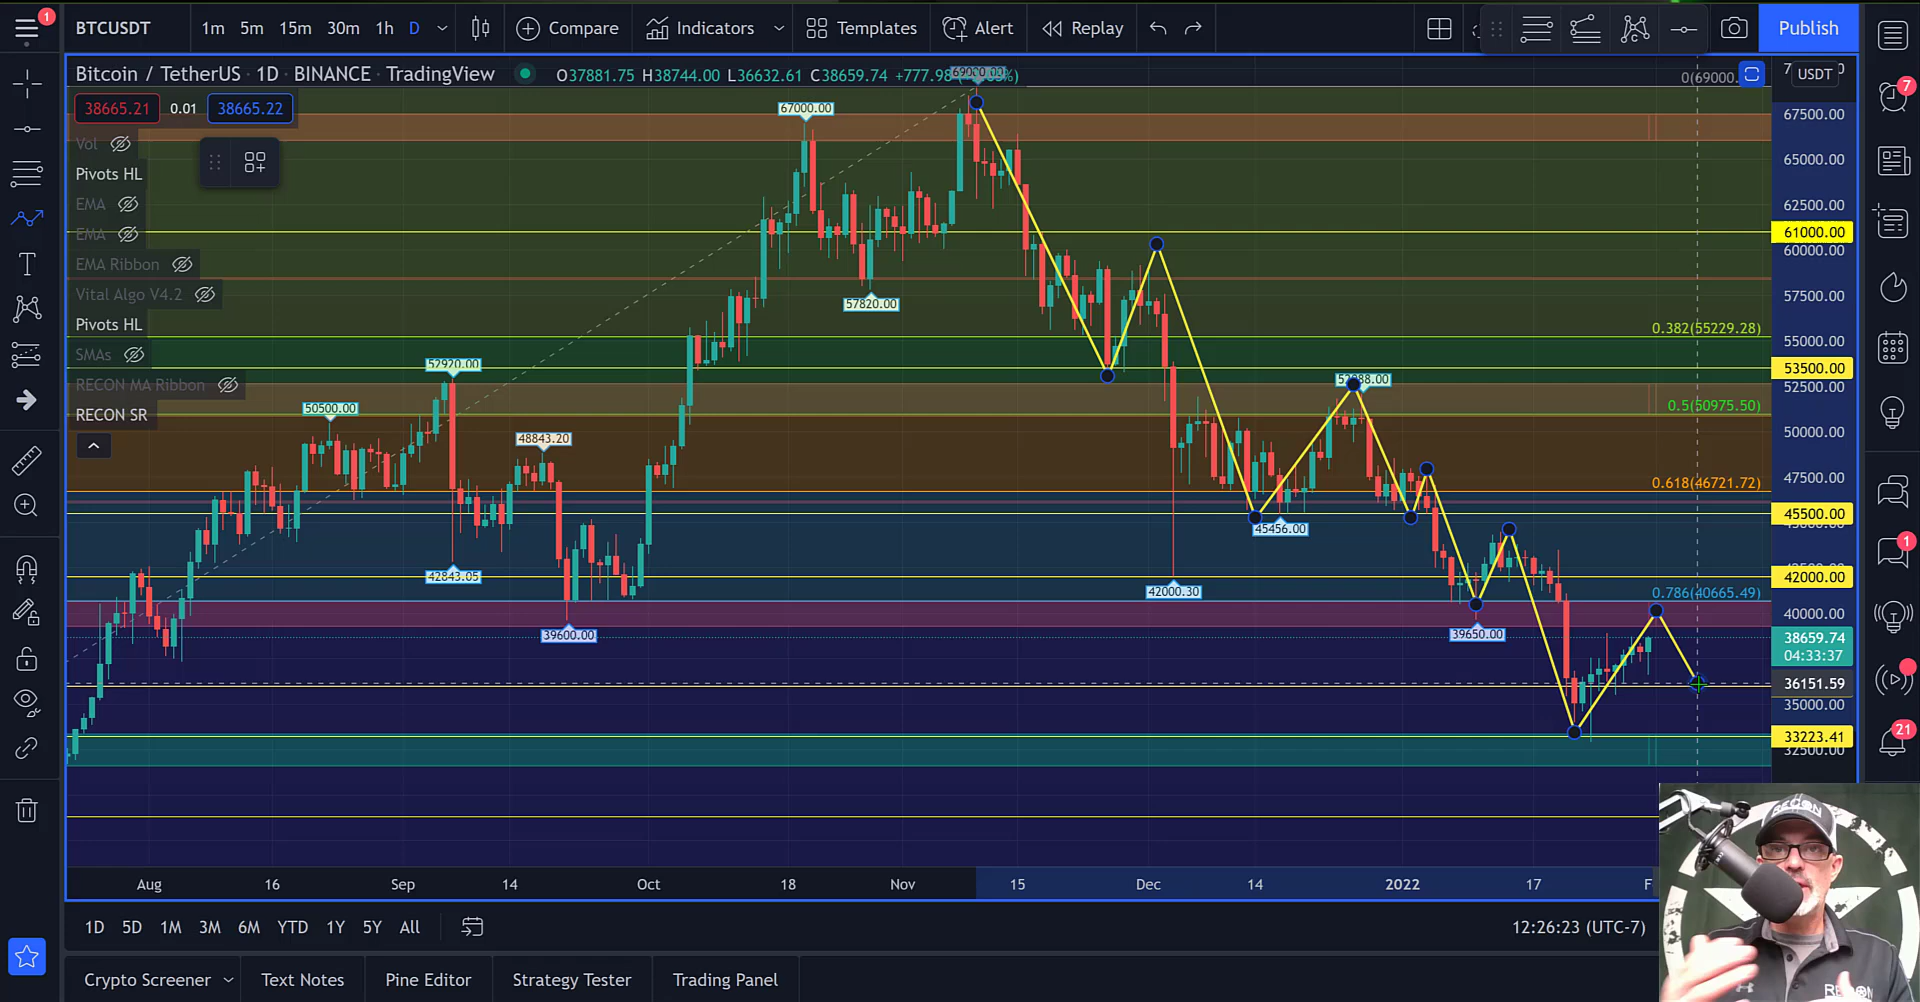 1
BTCUSDT
1m 5m 15m 30m 1h D
Compare
Indicators
Templates
Alert
Replay
Publish
Bitcoin / TetherUS · 1D · BINANCE · TradingView
O37881.75 H38744.00 L36632.61 C38659.74 +777.98
38665.21 0.01 38665.22
Vol
Pivots HL
EMA
EMA
EMA Ribbon
Vital Algo V4.2
Pivots HL
SMAs
RECON MA Ribbon
RECON SR
69000.00
67000.00
57820.00
52920.00
50500.00
48843.20
42843.05
39600.00
42000.30
45456.00
39650.00
0(69000.
0.382(55229.28)
0.5(50975.50)
0.618(46721.72)
0.786(40665.49)
USDT
67500.00
65000.00
62500.00
61000.00
60000.00
57500.00
55000.00
53500.00
52500.00
50000.00
47500.00
45500.00
42000.00
40000.00
38659.74
04:33:37
36151.59
35000.00
33223.41
32500.00
7
1
21
Aug 16 Sep 14 Oct 18 Nov 15 Dec 14 2022 17 F
1D 5D 1M 3M 6M YTD 1Y 5Y All
12:26:23 (UTC-7)
Crypto Screener
Text Notes
Pine Editor
Strategy Tester
Trading Panel
RECON
RECON